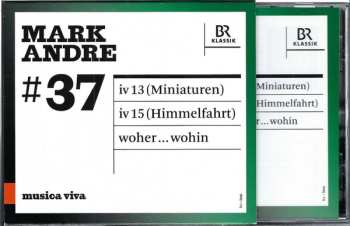 MARK
ANDRE
#37
BR
KLASSIK
iv 13 (Miniaturen)
iv 15 (Himmelfahrt)
woher ... wohin
musica viva
BR
KLASSIK
Miniaturen)
(Himmelfahrt)
er ... wohin